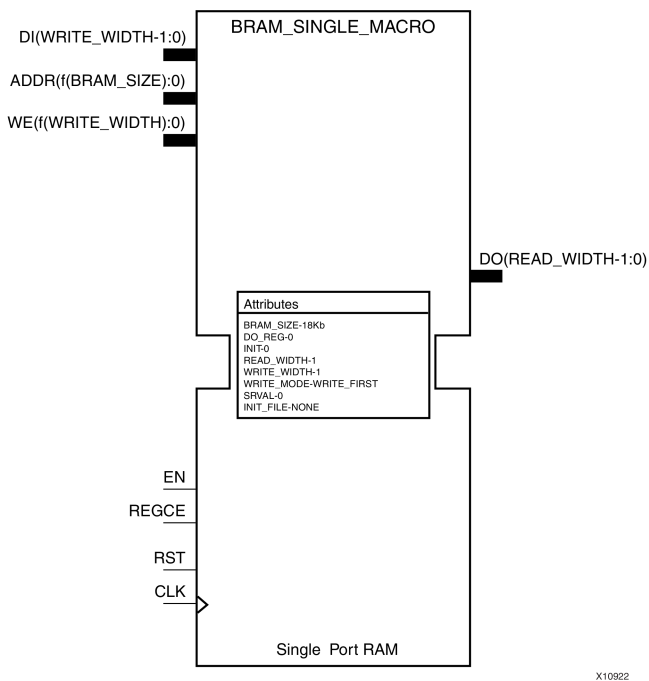 BRAM_SINGLE_MACRO
DI(WRITE_WIDTH-1:0)
ADDR(f(BRAM_SIZE):0)
WE(f(WRITE_WIDTH):0)
DO(READ_WIDTH-1:0)
Attributes
BRAM_SIZE-18Kb
DO_REG-0
INIT-0
READ_WIDTH-1
WRITE_WIDTH-1
WRITE_MODE-WRITE_FIRST
SRVAL-0
INIT_FILE-NONE
EN
REGCE
RST
CLK
Single Port RAM
X10922